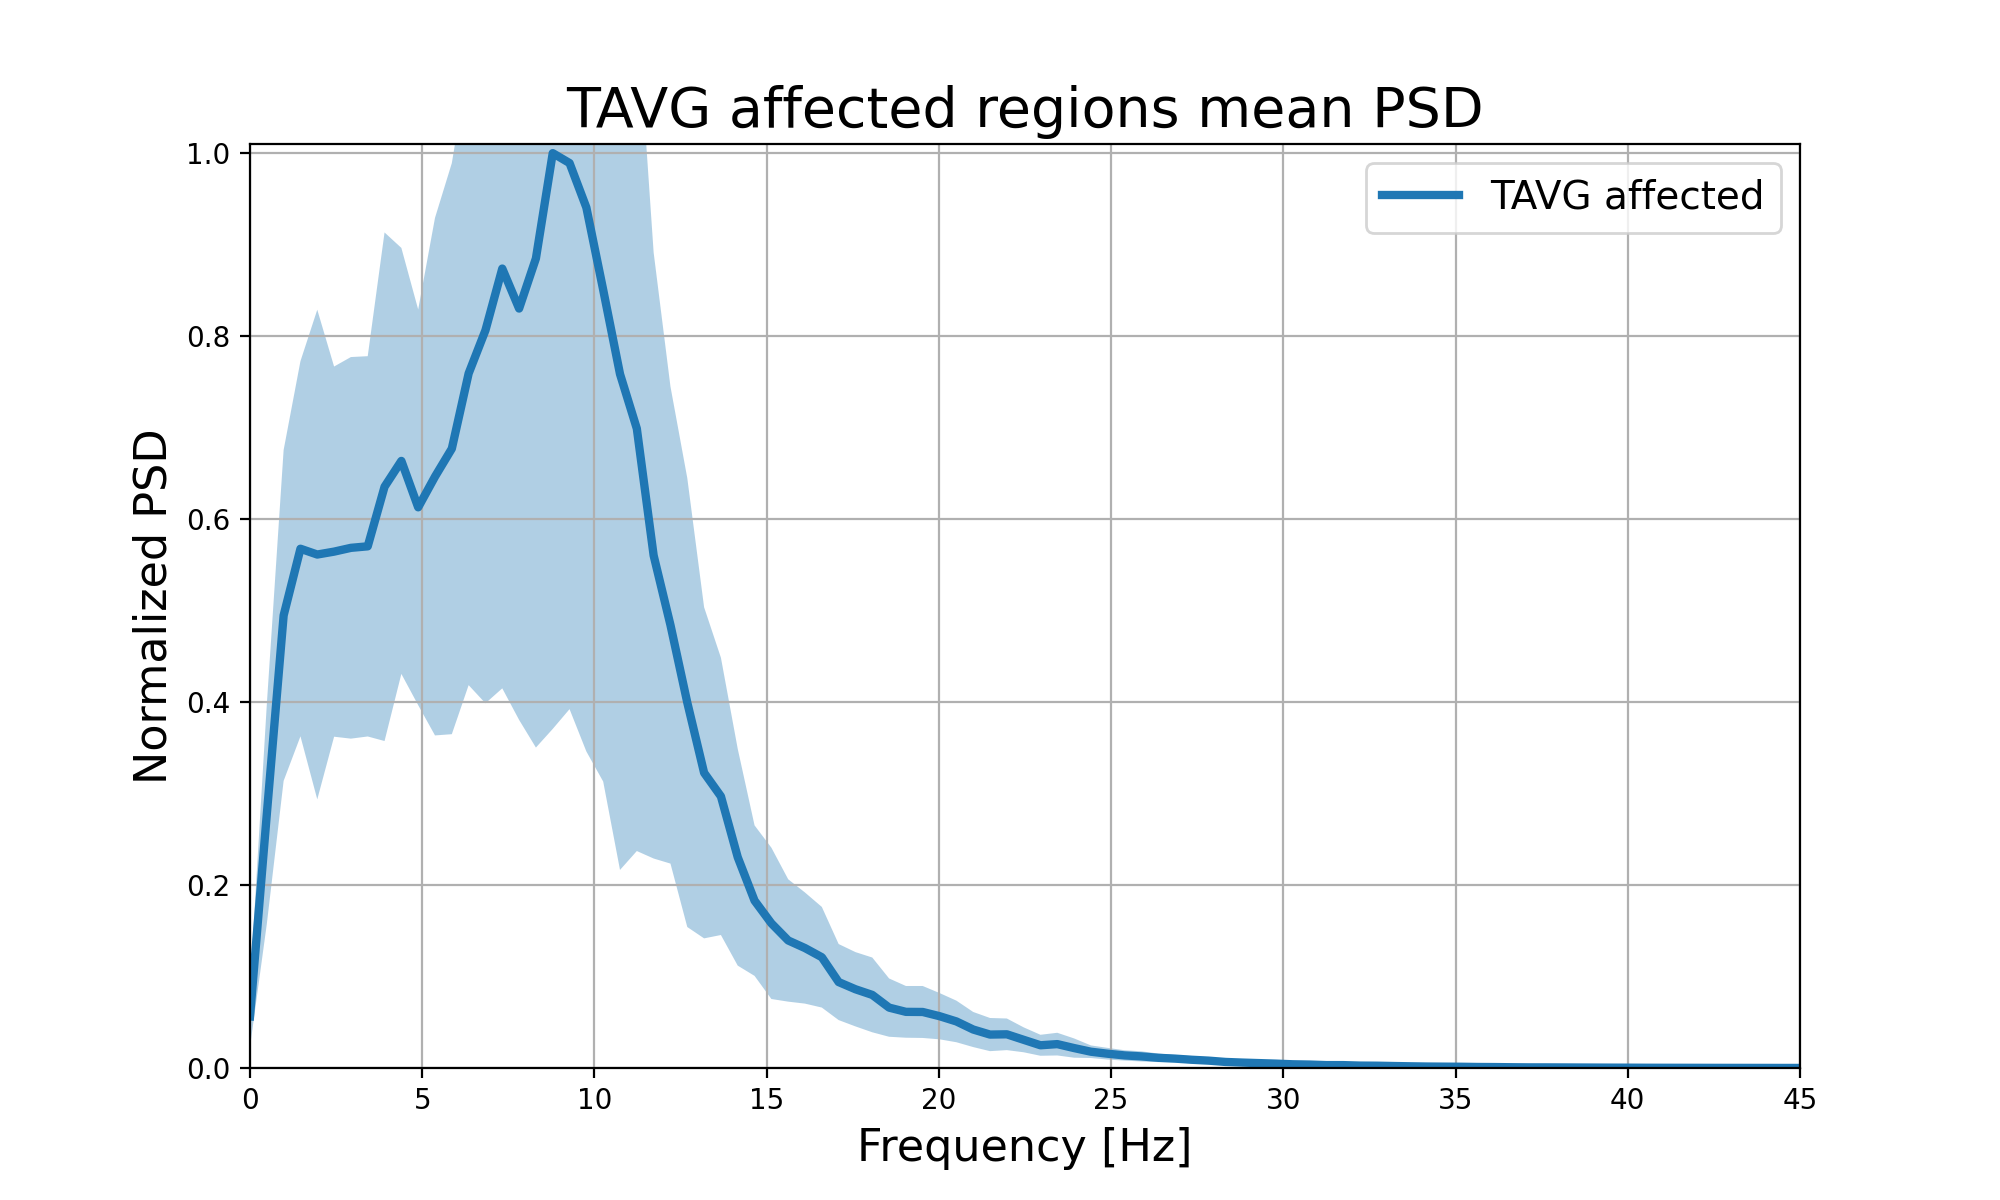 TAVG affected regions mean PSD
TAVG affected
Normalized PSD
1.0
0.8
0.6
0.4
0.2
0.0
0 5 10 15 20 25 30 35 40 45
Frequency [Hz]